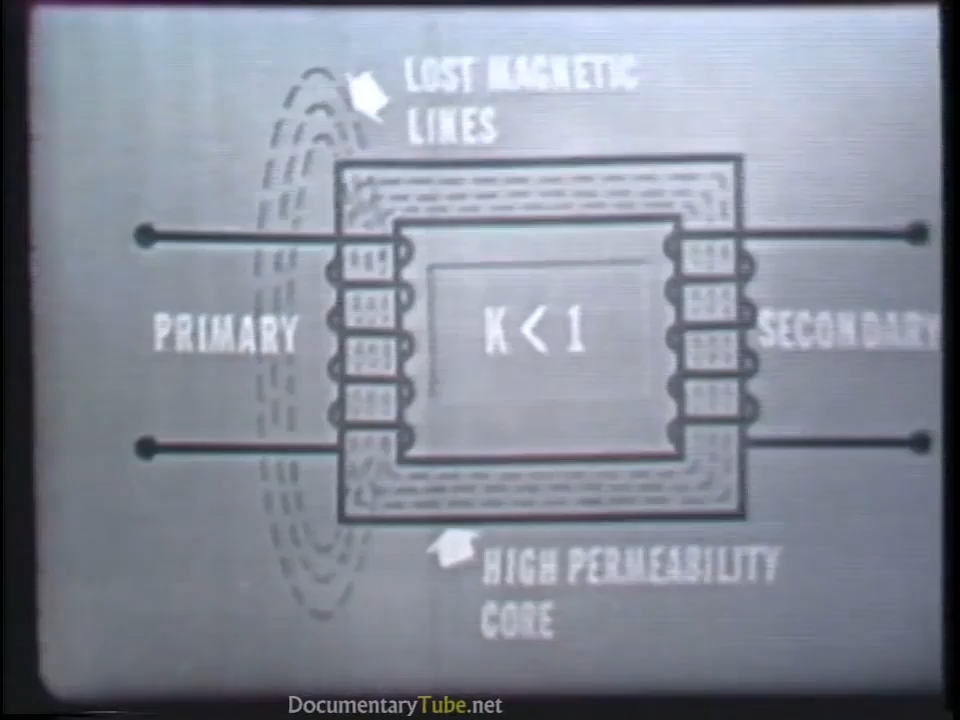 LOST MAGNETIC
LINES
PRIMARY
K < 1
SECONDARY
HIGH PERMEABILITY
CORE
DocumentaryTube.net